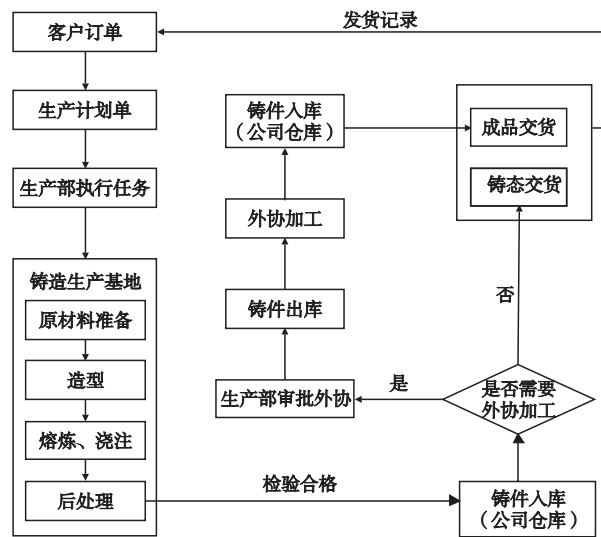 发货记录
客户订单
生产计划单
生产部执行任务
铸造生产基地
原材料准备
造型
熔炼、浇注
后处理
检验合格
铸件入库
（公司仓库）
是否需要
外协加工
是
否
生产部审批外协
铸件出库
外协加工
铸件入库
（公司仓库）
成品交货
铸态交货